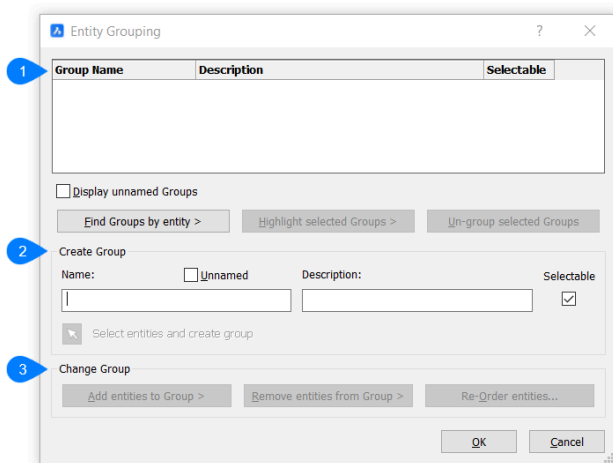 Entity Grouping ?
1 Group Name Description Selectable
Display unnamed Groups
Find Groups by entity > Highlight selected Groups > Un-group selected Groups
2 Create Group
Name: Unnamed Description: Selectable
Select entities and create group
3 Change Group
Add entities to Group > Remove entities from Group > Re-Order entities...
OK Cancel